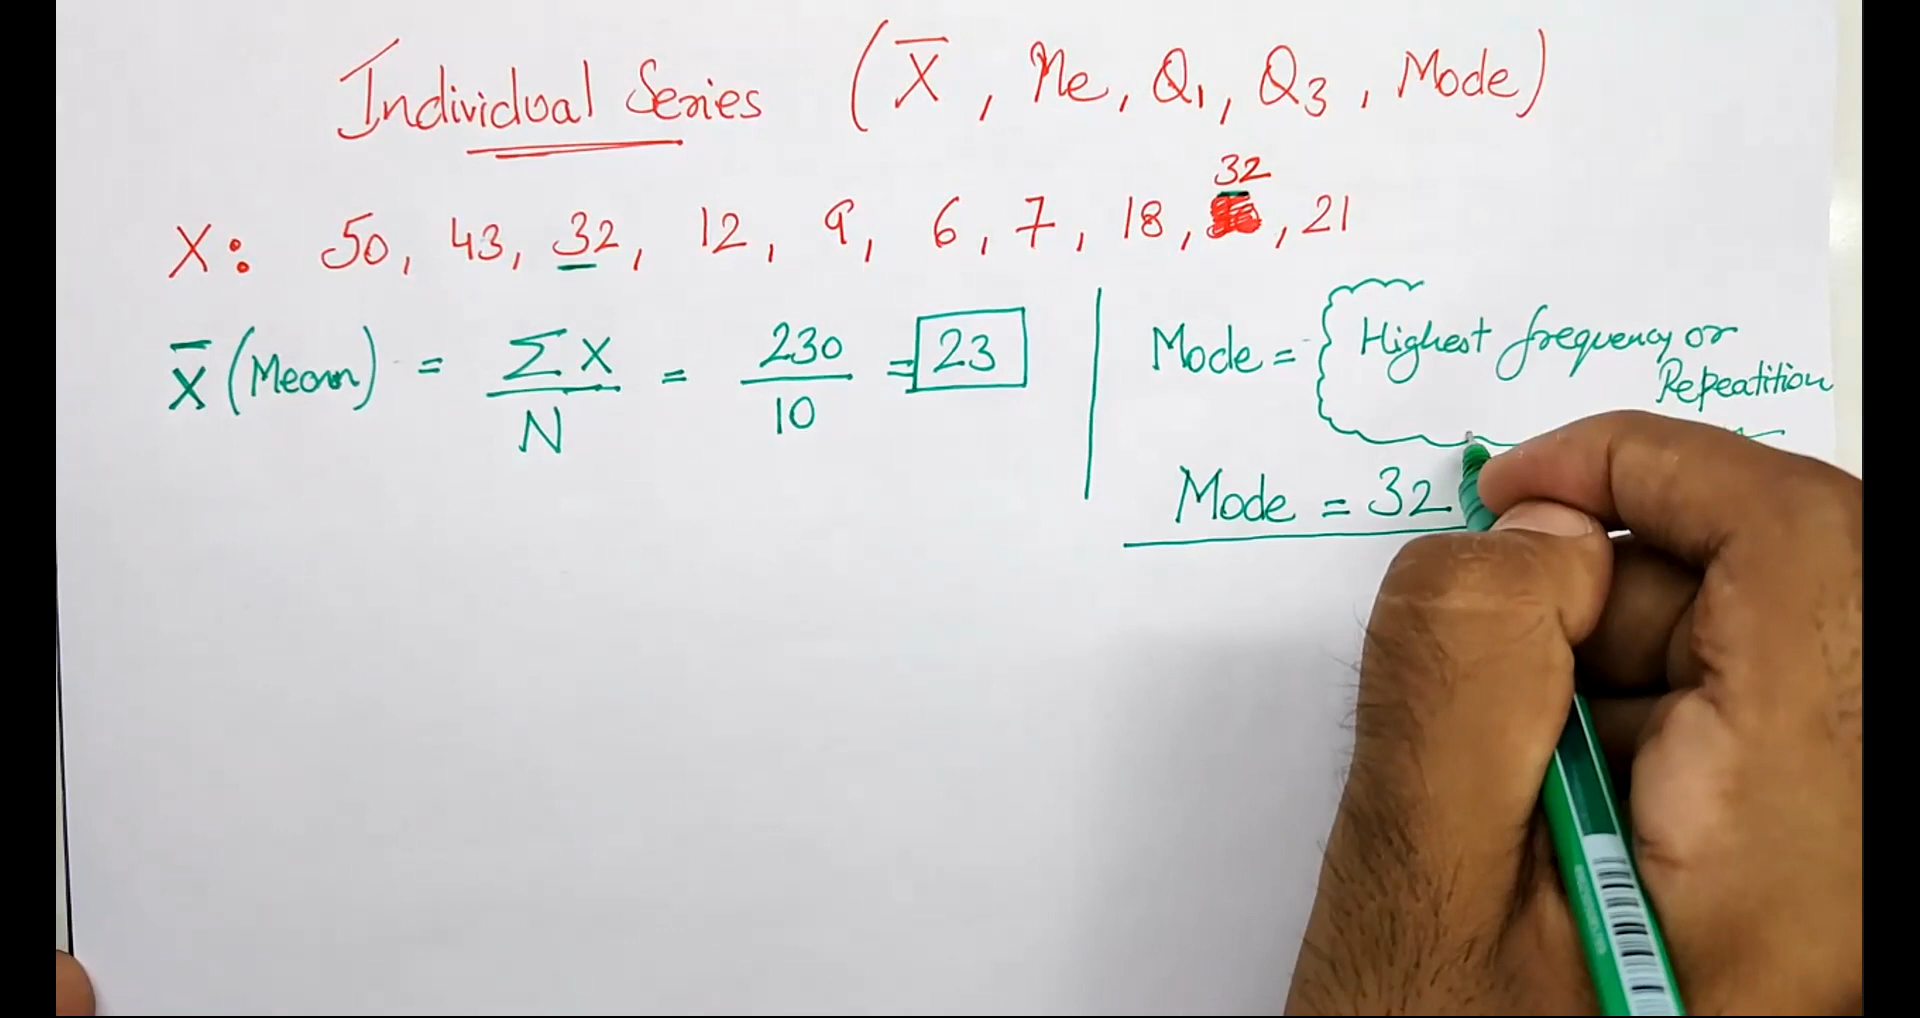 Individual Series (X̅, Me, Q1, Q3, Mode)
32
X: 50, 43, 32, 12, 9, 6, 7, 18, , 21
X̅ (Mean) = ΣX / N = 230 / 10 = 23
Mode = { Highest frequency or
Repeatition
Mode = 32